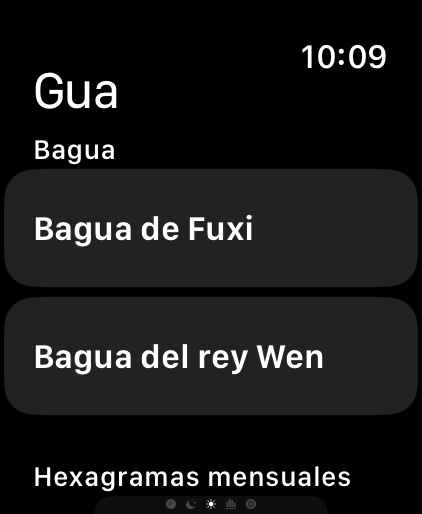 10:09
Gua
Bagua
Bagua de Fuxi
Bagua del rey Wen
Hexagramas mensuales